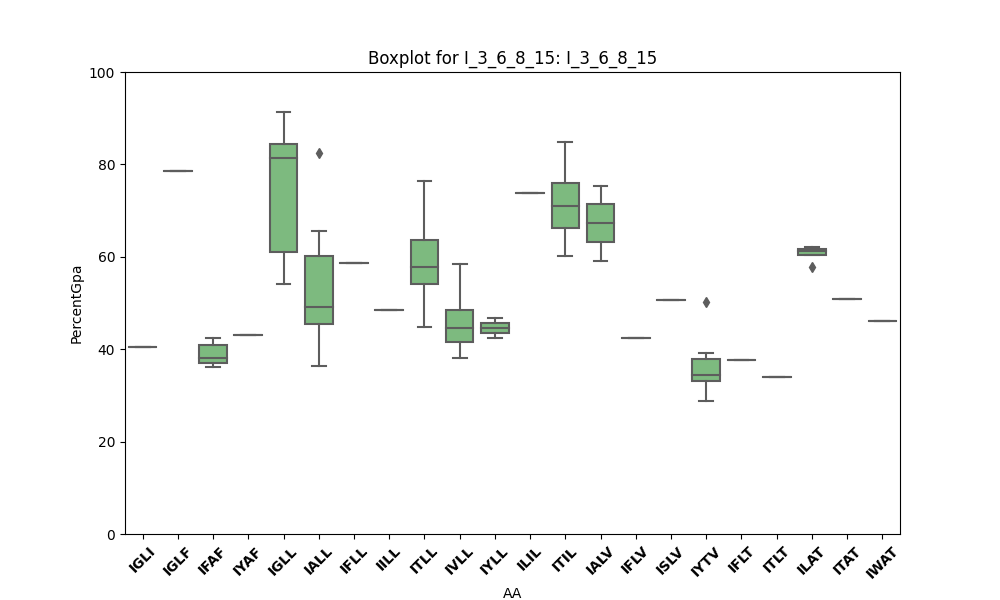 Boxplot for I_3_6_8_15: I_3_6_8_15
100
80
60
40
20
0
PercentGpa
IGLI IGLF IFAF IYAF IGLL IALL IFLL IILL ITLL IVLL IYLL ILIL ITIL IALV IFLV ISLV IYTV IFLT ITLT ILAT ITAT IWAT
AA